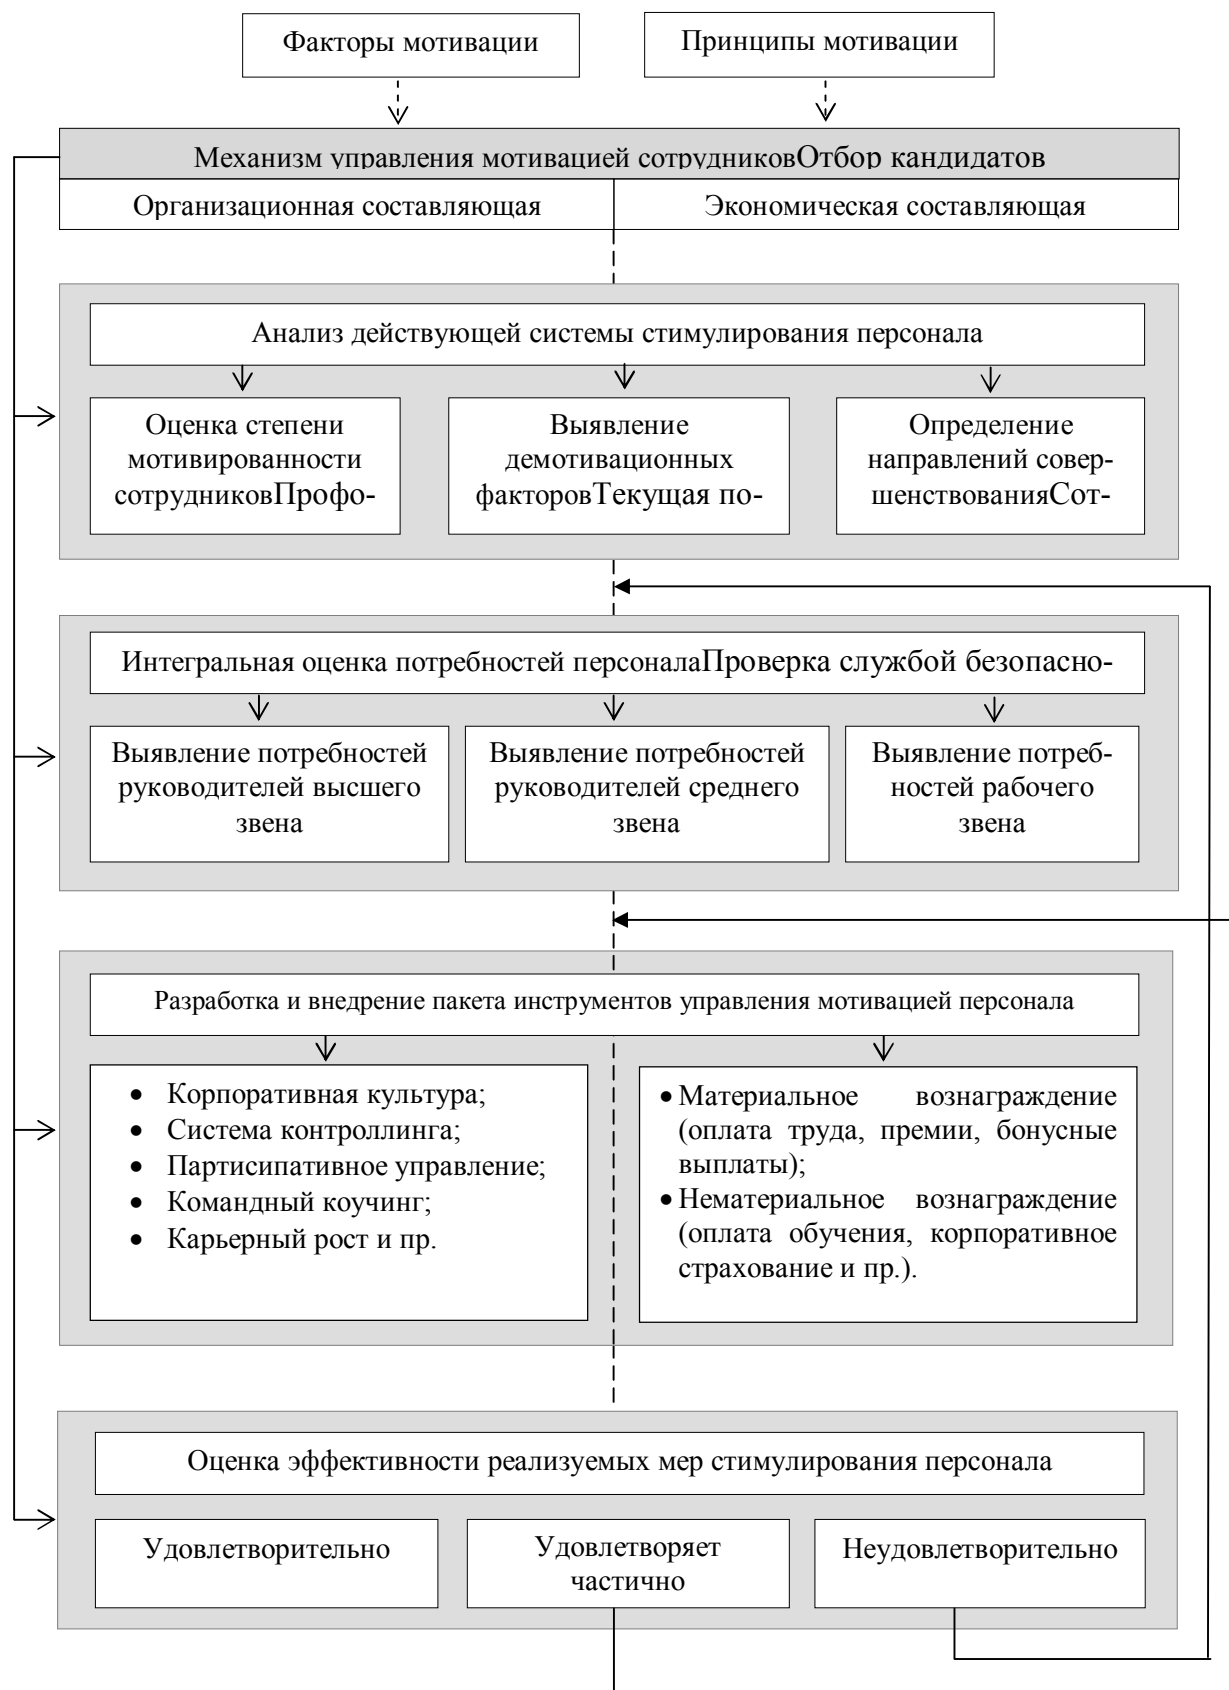 Факторы мотивации
Принципы мотивации
Механизм управления мотивацией сотрудниковОтбор кандидатов
Организационная составляющая
Экономическая составляющая
Анализ действующей системы стимулирования персонала
Оценка степени
мотивированности
сотрудниковПрофо-
Выявление
демотивационных
факторовТекущая по-
Определение
направлений совер-
шенствованияСот-
Интегральная оценка потребностей персоналаПроверка службой безопасно-
Выявление потребностей
руководителей высшего
звена
Выявление потребностей
руководителей среднего
звена
Выявление потреб-
ностей рабочего
звена
Разработка и внедрение пакета инструментов управления мотивацией персонала
• Корпоративная культура;
• Система контроллинга;
• Партисипативное управление;
• Командный коучинг;
• Карьерный рост и пр.
• Материальное вознаграждение
(оплата труда, премии, бонусные
выплаты);
• Нематериальное вознаграждение
(оплата обучения, корпоративное
страхование и пр.).
Оценка эффективности реализуемых мер стимулирования персонала
Удовлетворительно
Удовлетворяет
частично
Неудовлетворительно